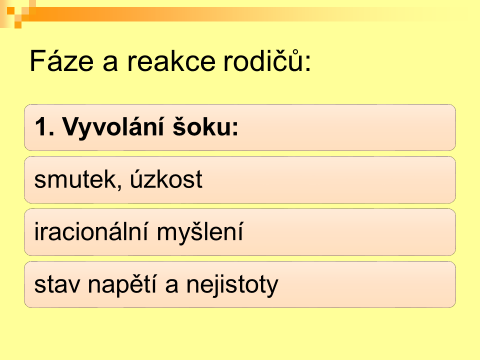 Fáze a reakce rodičů:
1. Vyvolání šoku:
smutek, úzkost
iracionální myšlení
stav napětí a nejistoty